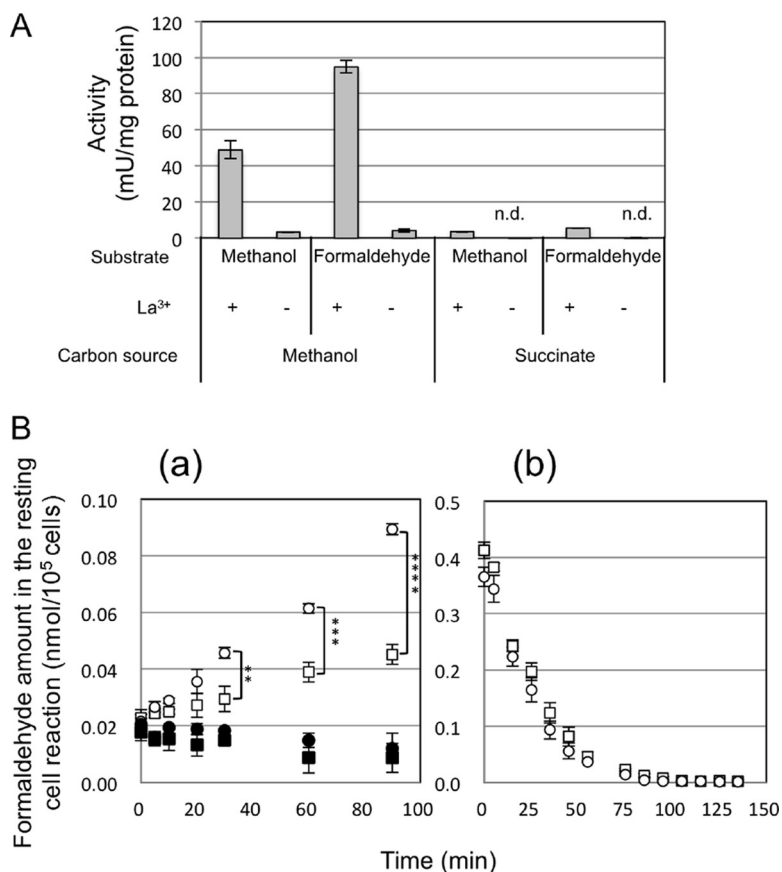 A
Activity
(mU/mg protein)
120
100
80
60
40
20
0
n.d.
n.d.
Substrate Methanol Formaldehyde Methanol Formaldehyde
La³⁺ + - + - + - + -
Carbon source Methanol Succinate
B
(a) (b)
Formaldehyde amount in the resting
cell reaction (nmol/10⁵ cells)
0.10
0.08
0.06
0.04
0.02
0.00
** *** ****
0 20 40 60 80 100
0.5
0.4
0.3
0.2
0.1
0.0
0 25 50 75 100 125 150
Time (min)